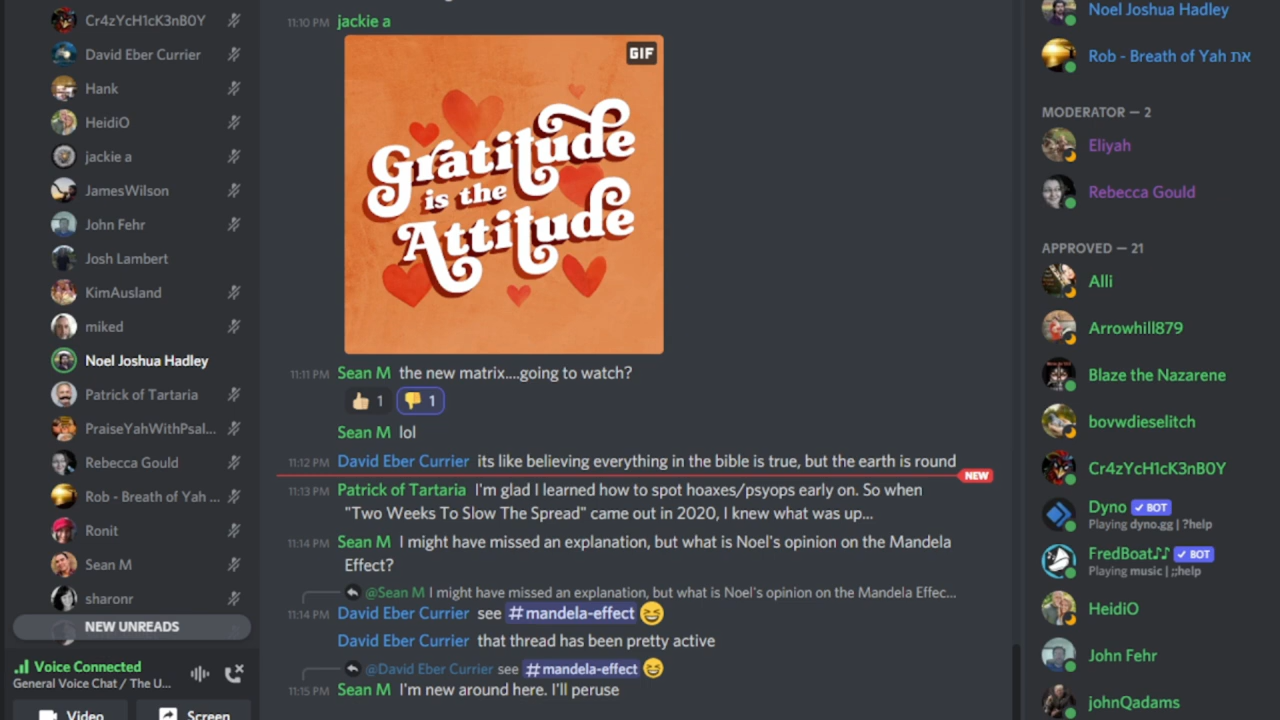 Cr4zYcH1cK3nB0Y
David Eber Currier
Hank
HeidiO
jackie a
JamesWilson
John Fehr
Josh Lambert
KimAusland
miked
Noel Joshua Hadley
Patrick of Tartaria
PraiseYahWithPsal...
Rebecca Gould
Rob - Breath of Yah ...
Ronit
Sean M
sharonr
NEW UNREADS
Voice Connected
General Voice Chat / The U...
Video
Screen
11:10 PM jackie a
GIF
Gratitude
is the
Attitude
11:11 PM Sean M the new matrix....going to watch?
👍 1 👎 1
Sean M lol
11:12 PM David Eber Currier its like believing everything in the bible is true, but the earth is round
NEW
11:13 PM Patrick of Tartaria I'm glad I learned how to spot hoaxes/psyops early on. So when
"Two Weeks To Slow The Spread" came out in 2020, I knew what was up...
11:14 PM Sean M I might have missed an explanation, but what is Noel's opinion on the Mandela
Effect?
@Sean M I might have missed an explanation, but what is Noel's opinion on the Mandela Effec...
11:14 PM David Eber Currier see #mandela-effect 😆
David Eber Currier that thread has been pretty active
@David Eber Currier see #mandela-effect 😆
11:15 PM Sean M I'm new around here. I'll peruse
Noel Joshua Hadley
Rob - Breath of Yah את
MODERATOR — 2
Eliyah
Rebecca Gould
APPROVED — 21
Alli
Arrowhill879
Blaze the Nazarene
bovwdieselitch
Cr4zYcH1cK3nB0Y
Dyno ✓ BOT
Playing dyno.gg | ?help
FredBoat♪♪ ✓ BOT
Playing music | ;;help
HeidiO
John Fehr
johnQadams